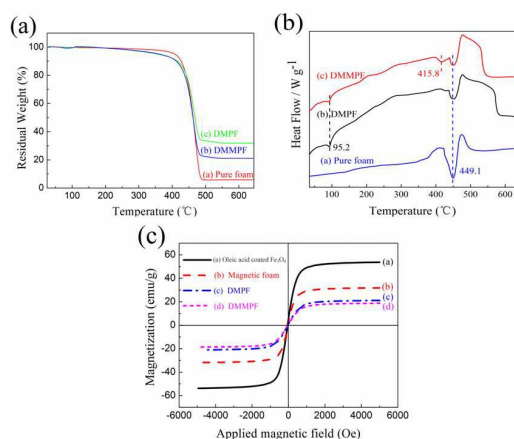 (a)
100
80
60
40
20
0
Residual Weight (%)
(c) DMPF
(b) DMMPF
(a) Pure foam
0 100 200 300 400 500 600
Temperature (℃)
(b)
Heat Flow / W g⁻¹
415.8
(c) DMMPF
(b) DMPF
95.2
(a) Pure foam
449.1
100 200 300 400 500 600
Temperature (℃)
(c)
60
40
20
0
-20
-40
-60
Magnetization (emu/g)
(a) Oleic acid coated Fe₃O₄
(b) Magnetic foam
(c) DMPF
(d) DMMPF
(a)
(b)
(c)
(d)
-6000 -4000 -2000 0 2000 4000 6000
Applied magnetic field (Oe)